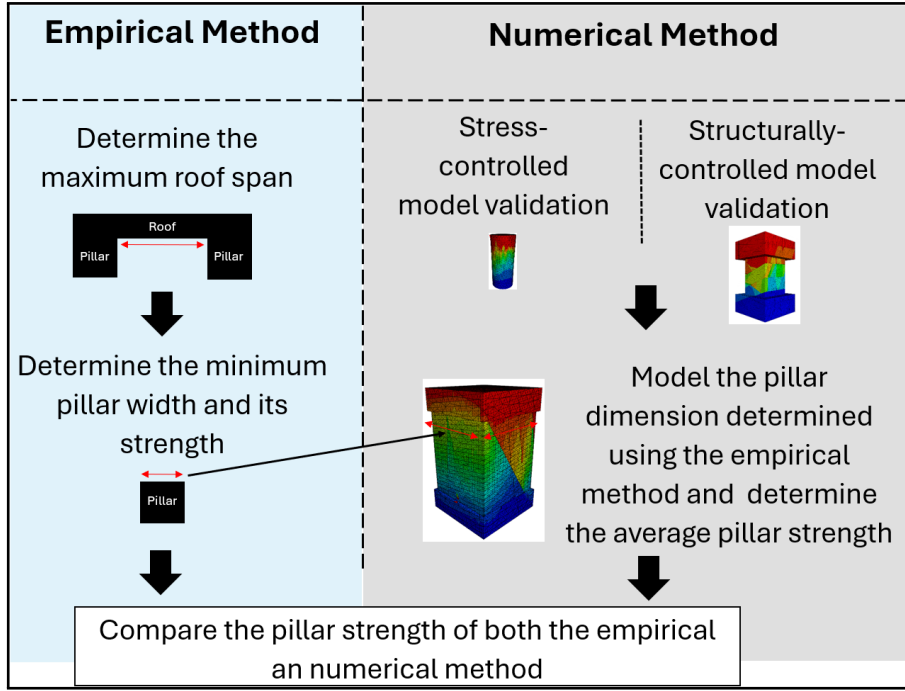 Empirical Method
Numerical Method
Determine the
maximum roof span
Roof
Pillar
Pillar
Stress-
controlled
model validation
Structurally-
controlled model
validation
Determine the minimum
pillar width and its
strength
Pillar
Model the pillar
dimension determined
using the empirical
method and determine
the average pillar strength
Compare the pillar strength of both the empirical
an numerical method